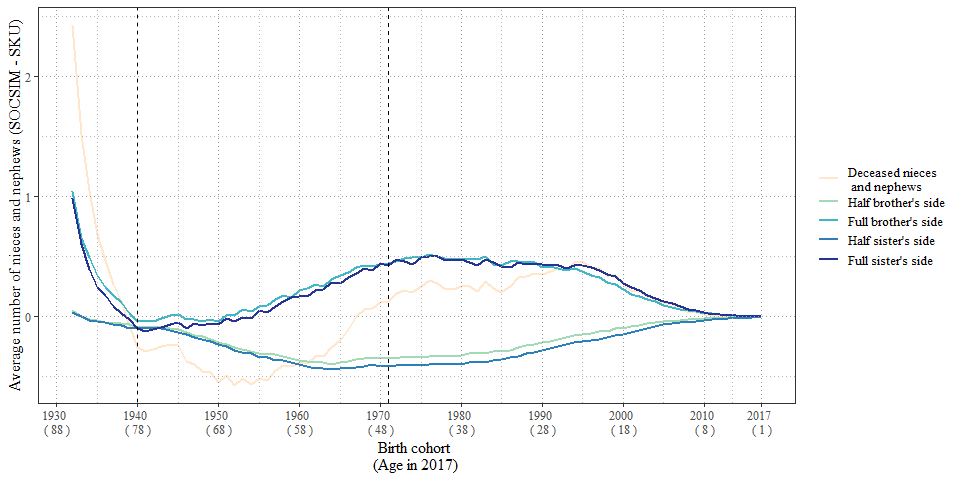 Average number of nieces and nephews (SOCSIM - SKU)
2
1
0
1930 1940 1950 1960 1970 1980 1990 2000 2010 2017
( 88 ) ( 78 ) ( 68 ) ( 58 ) ( 48 ) ( 38 ) ( 28 ) ( 18 ) ( 8 ) ( 1 )
Birth cohort
(Age in 2017)
Deceased nieces
and nephews
Half brother's side
Full brother's side
Half sister's side
Full sister's side